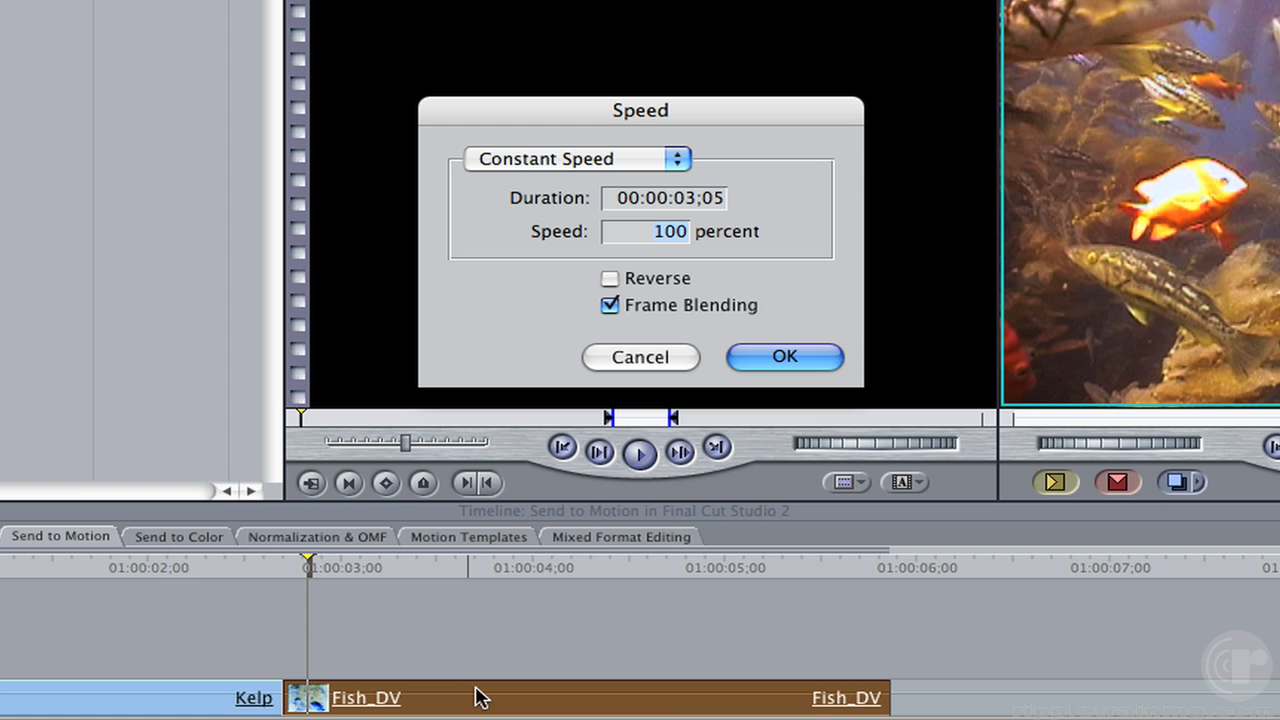 Speed
Constant Speed
Duration: 00:00:03;05
Speed: 100 percent
Reverse
Frame Blending
Cancel OK
Timeline: Send to Motion in Final Cut Studio 2
Send to Motion Send to Color Normalization & OMF Motion Templates Mixed Format Editing
01:00:02;00 01:00:03;00 01:00:04;00 01:00:05;00 01:00:06;00 01:00:07;00 01
Kelp Fish_DV Fish_DV